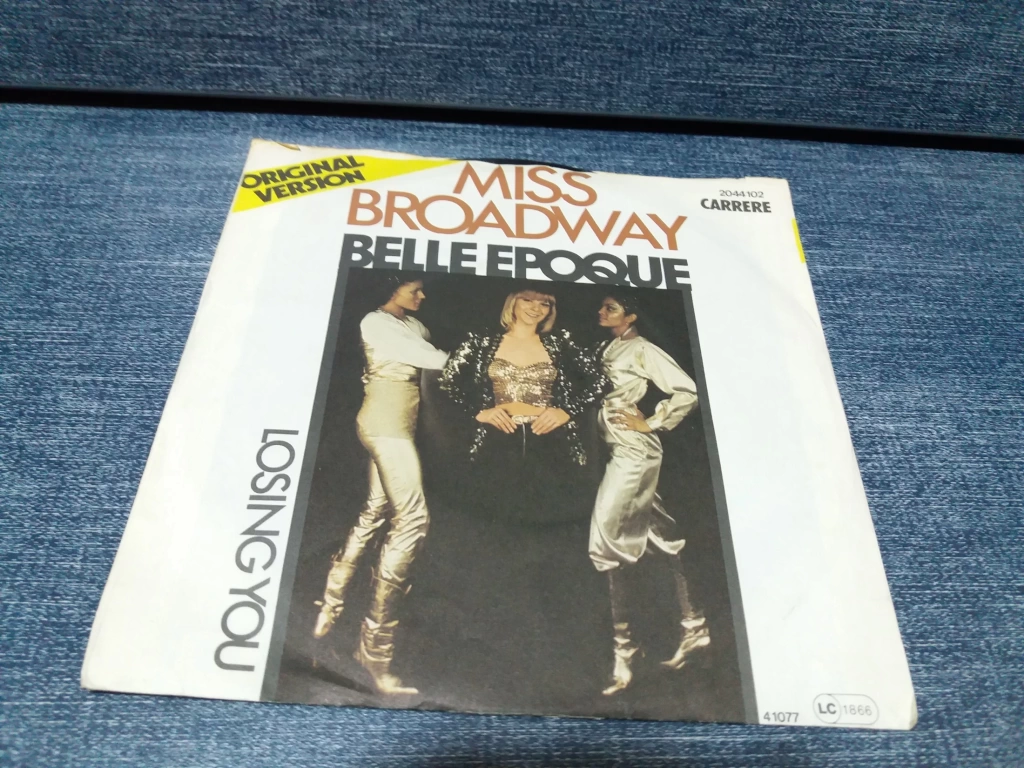 ORIGINAL
VERSION
MISS
BROADWAY
BELLE EPOQUE
2044102
CARRERE
LOSING YOU
41077
LC 1866